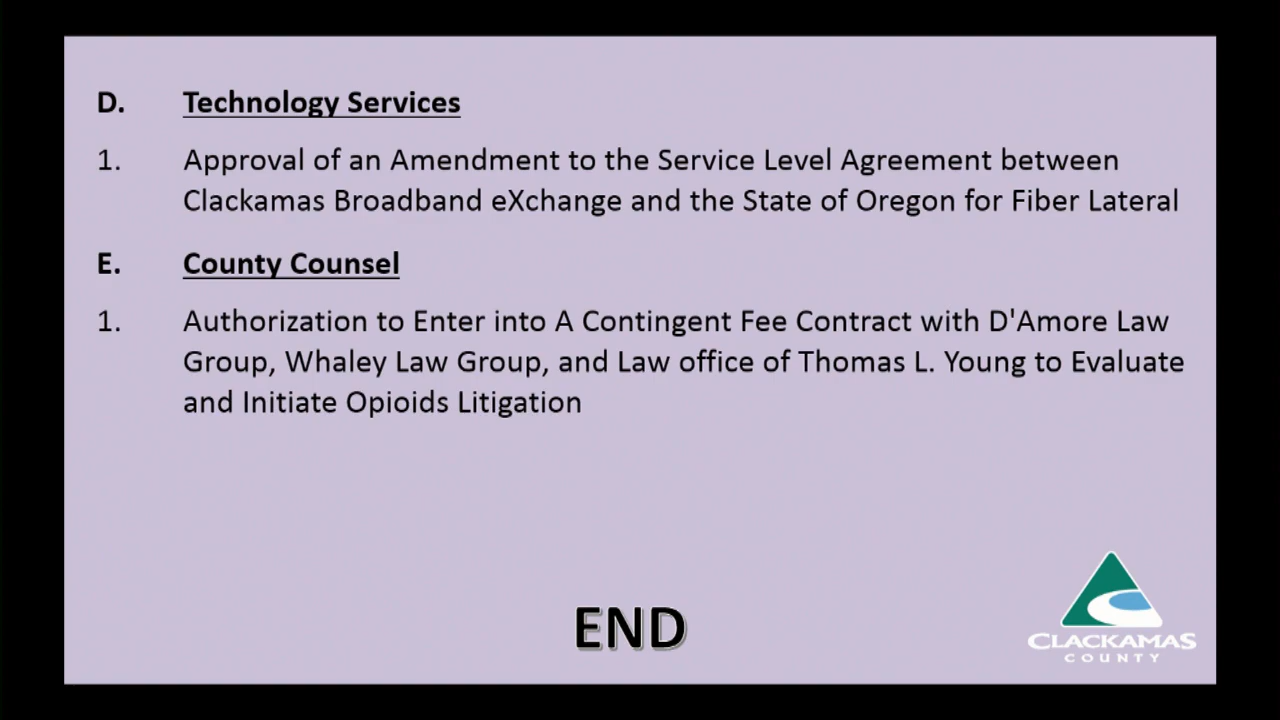 D. Technology Services
1. Approval of an Amendment to the Service Level Agreement between
Clackamas Broadband eXchange and the State of Oregon for Fiber Lateral
E. County Counsel
1. Authorization to Enter into A Contingent Fee Contract with D'Amore Law
Group, Whaley Law Group, and Law office of Thomas L. Young to Evaluate
and Initiate Opioids Litigation
END
CLACKAMAS
COUNTY